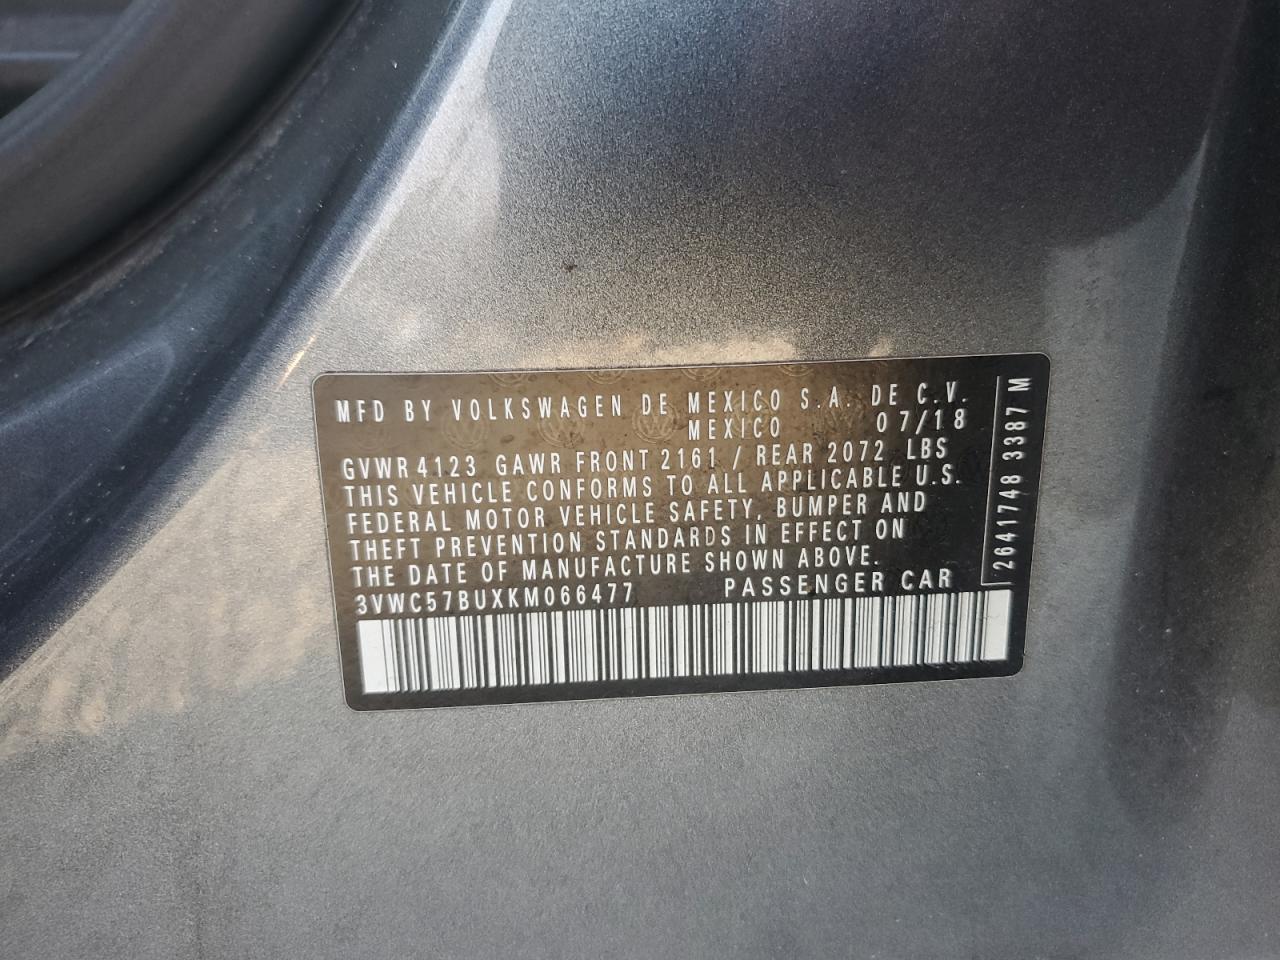 MFD BY VOLKSWAGEN DE MEXICO S.A. DE C.V.
MEXICO 07/18
GVWR 4123 GAWR FRONT 2161 / REAR 2072 LBS
THIS VEHICLE CONFORMS TO ALL APPLICABLE U.S.
FEDERAL MOTOR VEHICLE SAFETY, BUMPER AND
THEFT PREVENTION STANDARDS IN EFFECT ON
THE DATE OF MANUFACTURE SHOWN ABOVE.
3VWC57BUXKM066477 PASSENGER CAR
2641748 3387 M